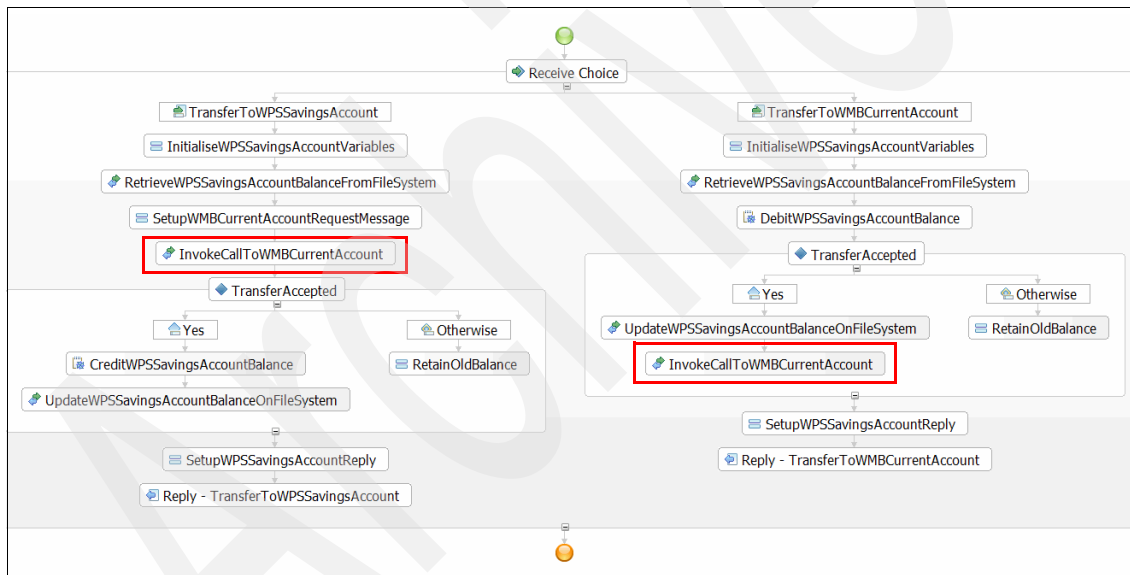 Receive Choice
TransferToWPSSavingsAccount
InitialiseWPSSavingsAccountVariables
RetrieveWPSSavingsAccountBalanceFromFileSystem
SetupWMBCurrentAccountRequestMessage
InvokeCallToWMBCurrentAccount
TransferAccepted
Yes
Otherwise
CreditWPSSavingsAccountBalance
RetainOldBalance
UpdateWPSSavingsAccountBalanceOnFileSystem
SetupWPSSavingsAccountReply
Reply - TransferToWPSSavingsAccount
TransferToWMBCurrentAccount
InitialiseWPSSavingsAccountVariables
RetrieveWPSSavingsAccountBalanceFromFileSystem
DebitWPSSavingsAccountBalance
TransferAccepted
Yes
Otherwise
UpdateWPSSavingsAccountBalanceOnFileSystem
RetainOldBalance
InvokeCallToWMBCurrentAccount
SetupWPSSavingsAccountReply
Reply - TransferToWMBCurrentAccount